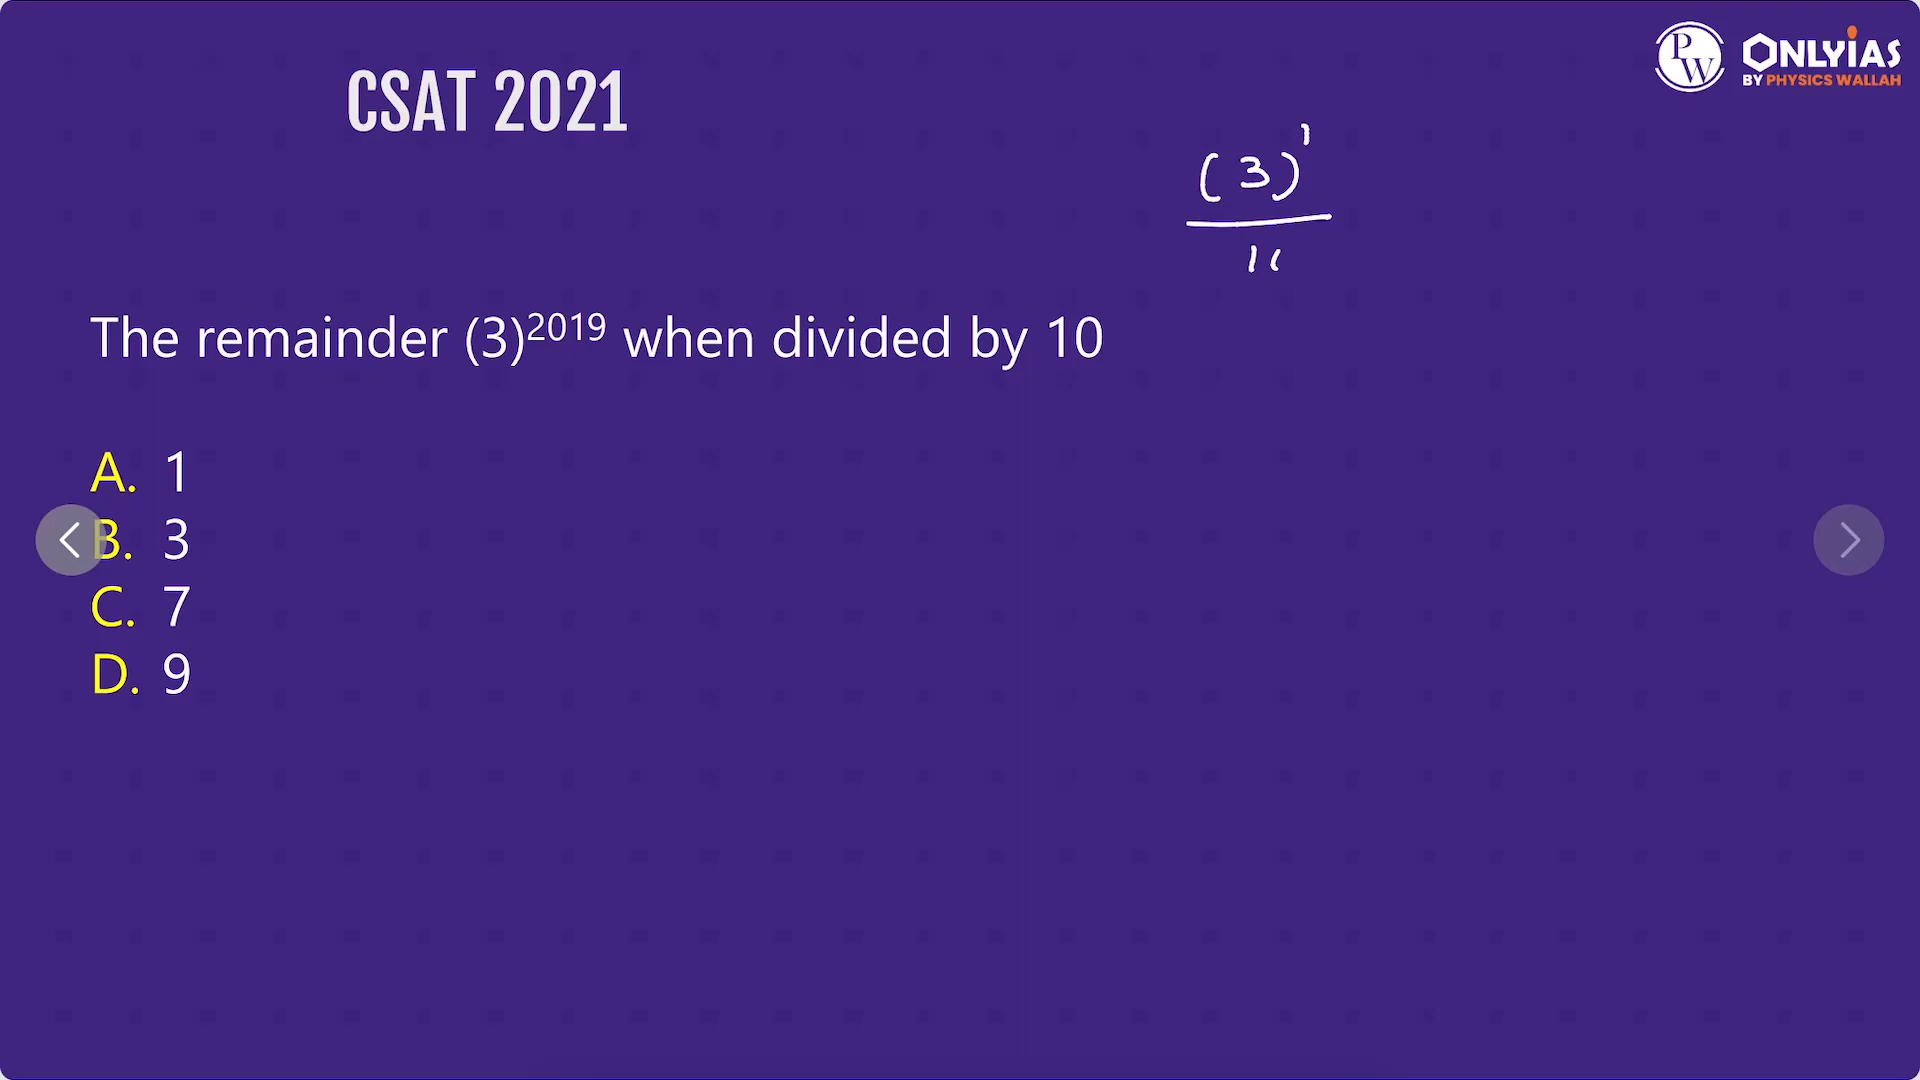 PW ONLYIAS
BY PHYSICS WALLAH
CSAT 2021
(3)¹
The remainder (3)²⁰¹⁹ when divided by 10
A. 1
B. 3
C. 7
D. 9